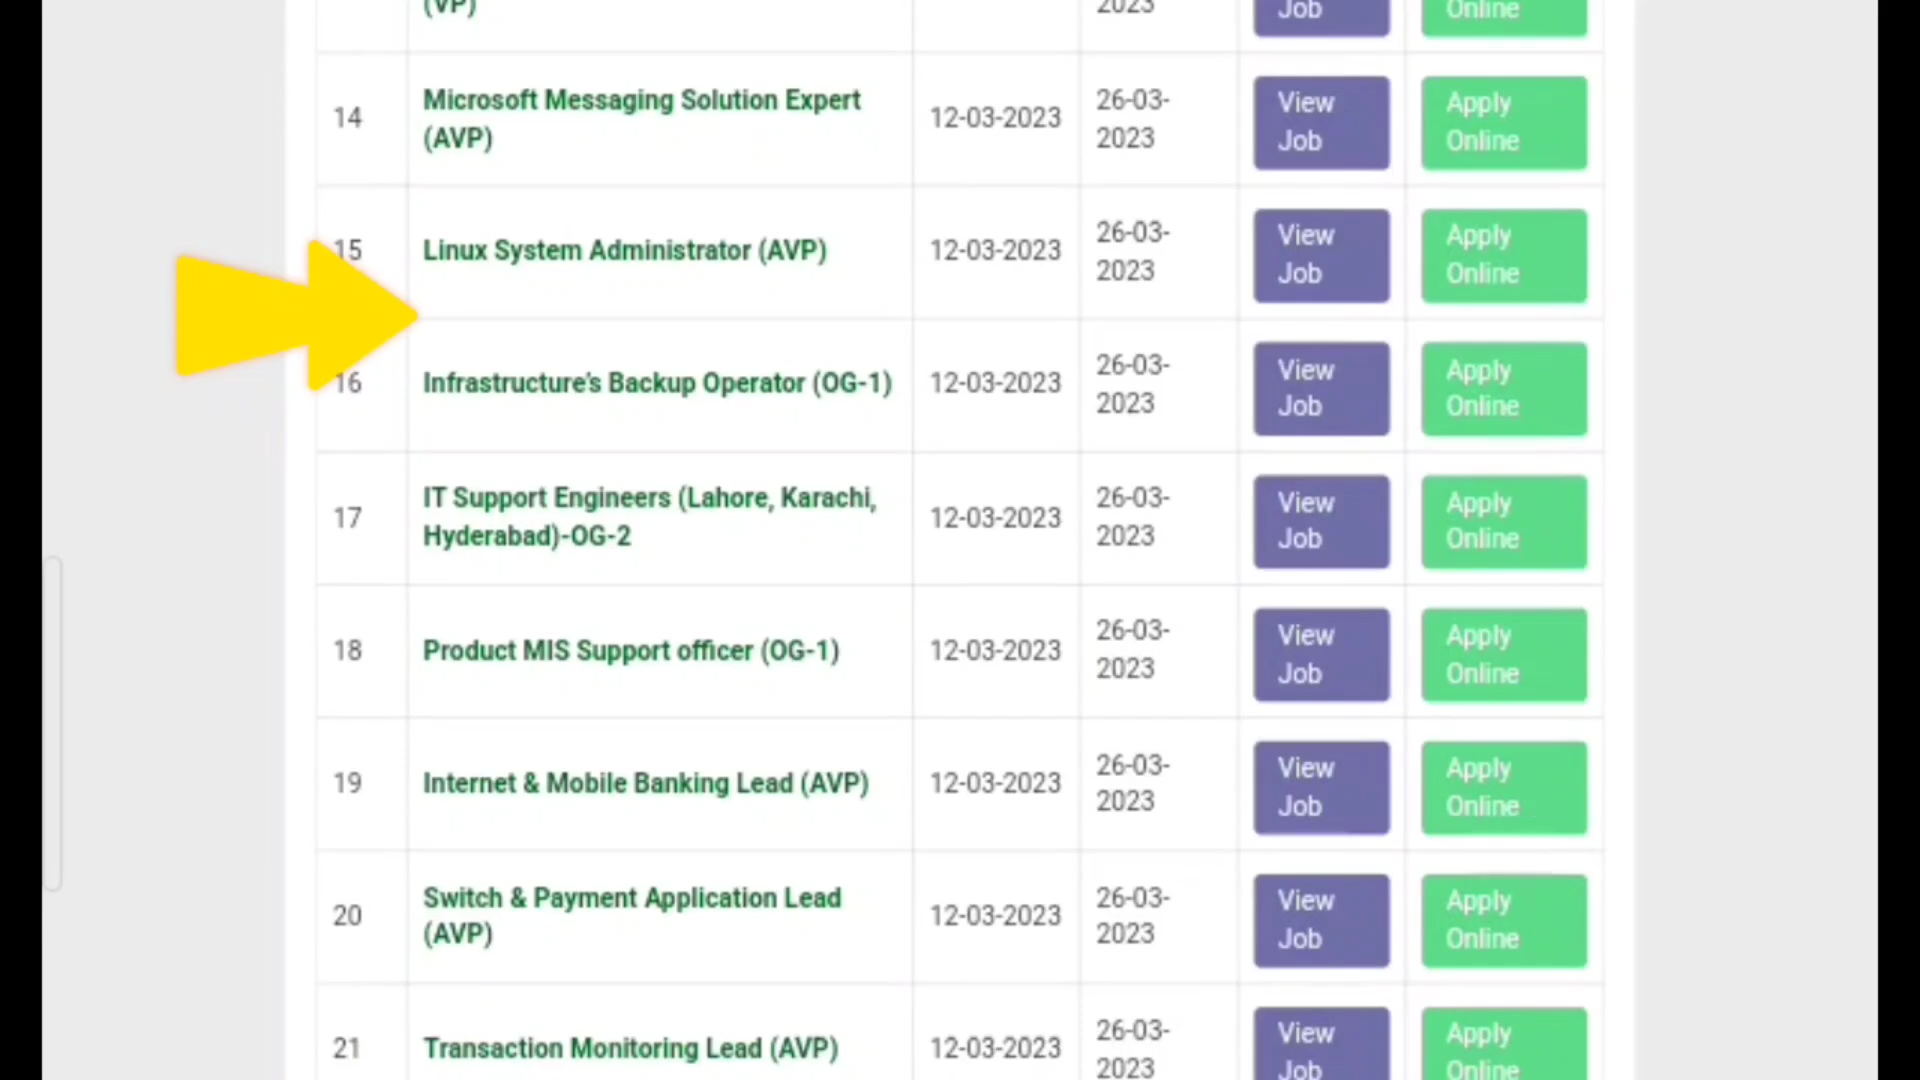 (VP)
2023
Job
Online
14
Microsoft Messaging Solution Expert
(AVP)
12-03-2023
26-03-
2023
View
Job
Apply
Online
15
Linux System Administrator (AVP)
12-03-2023
26-03-
2023
View
Job
Apply
Online
16
Infrastructure's Backup Operator (OG-1)
12-03-2023
26-03-
2023
View
Job
Apply
Online
17
IT Support Engineers (Lahore, Karachi,
Hyderabad)-OG-2
12-03-2023
26-03-
2023
View
Job
Apply
Online
18
Product MIS Support officer (OG-1)
12-03-2023
26-03-
2023
View
Job
Apply
Online
19
Internet & Mobile Banking Lead (AVP)
12-03-2023
26-03-
2023
View
Job
Apply
Online
20
Switch & Payment Application Lead
(AVP)
12-03-2023
26-03-
2023
View
Job
Apply
Online
21
Transaction Monitoring Lead (AVP)
12-03-2023
26-03-
2023
View
Job
Apply
Online